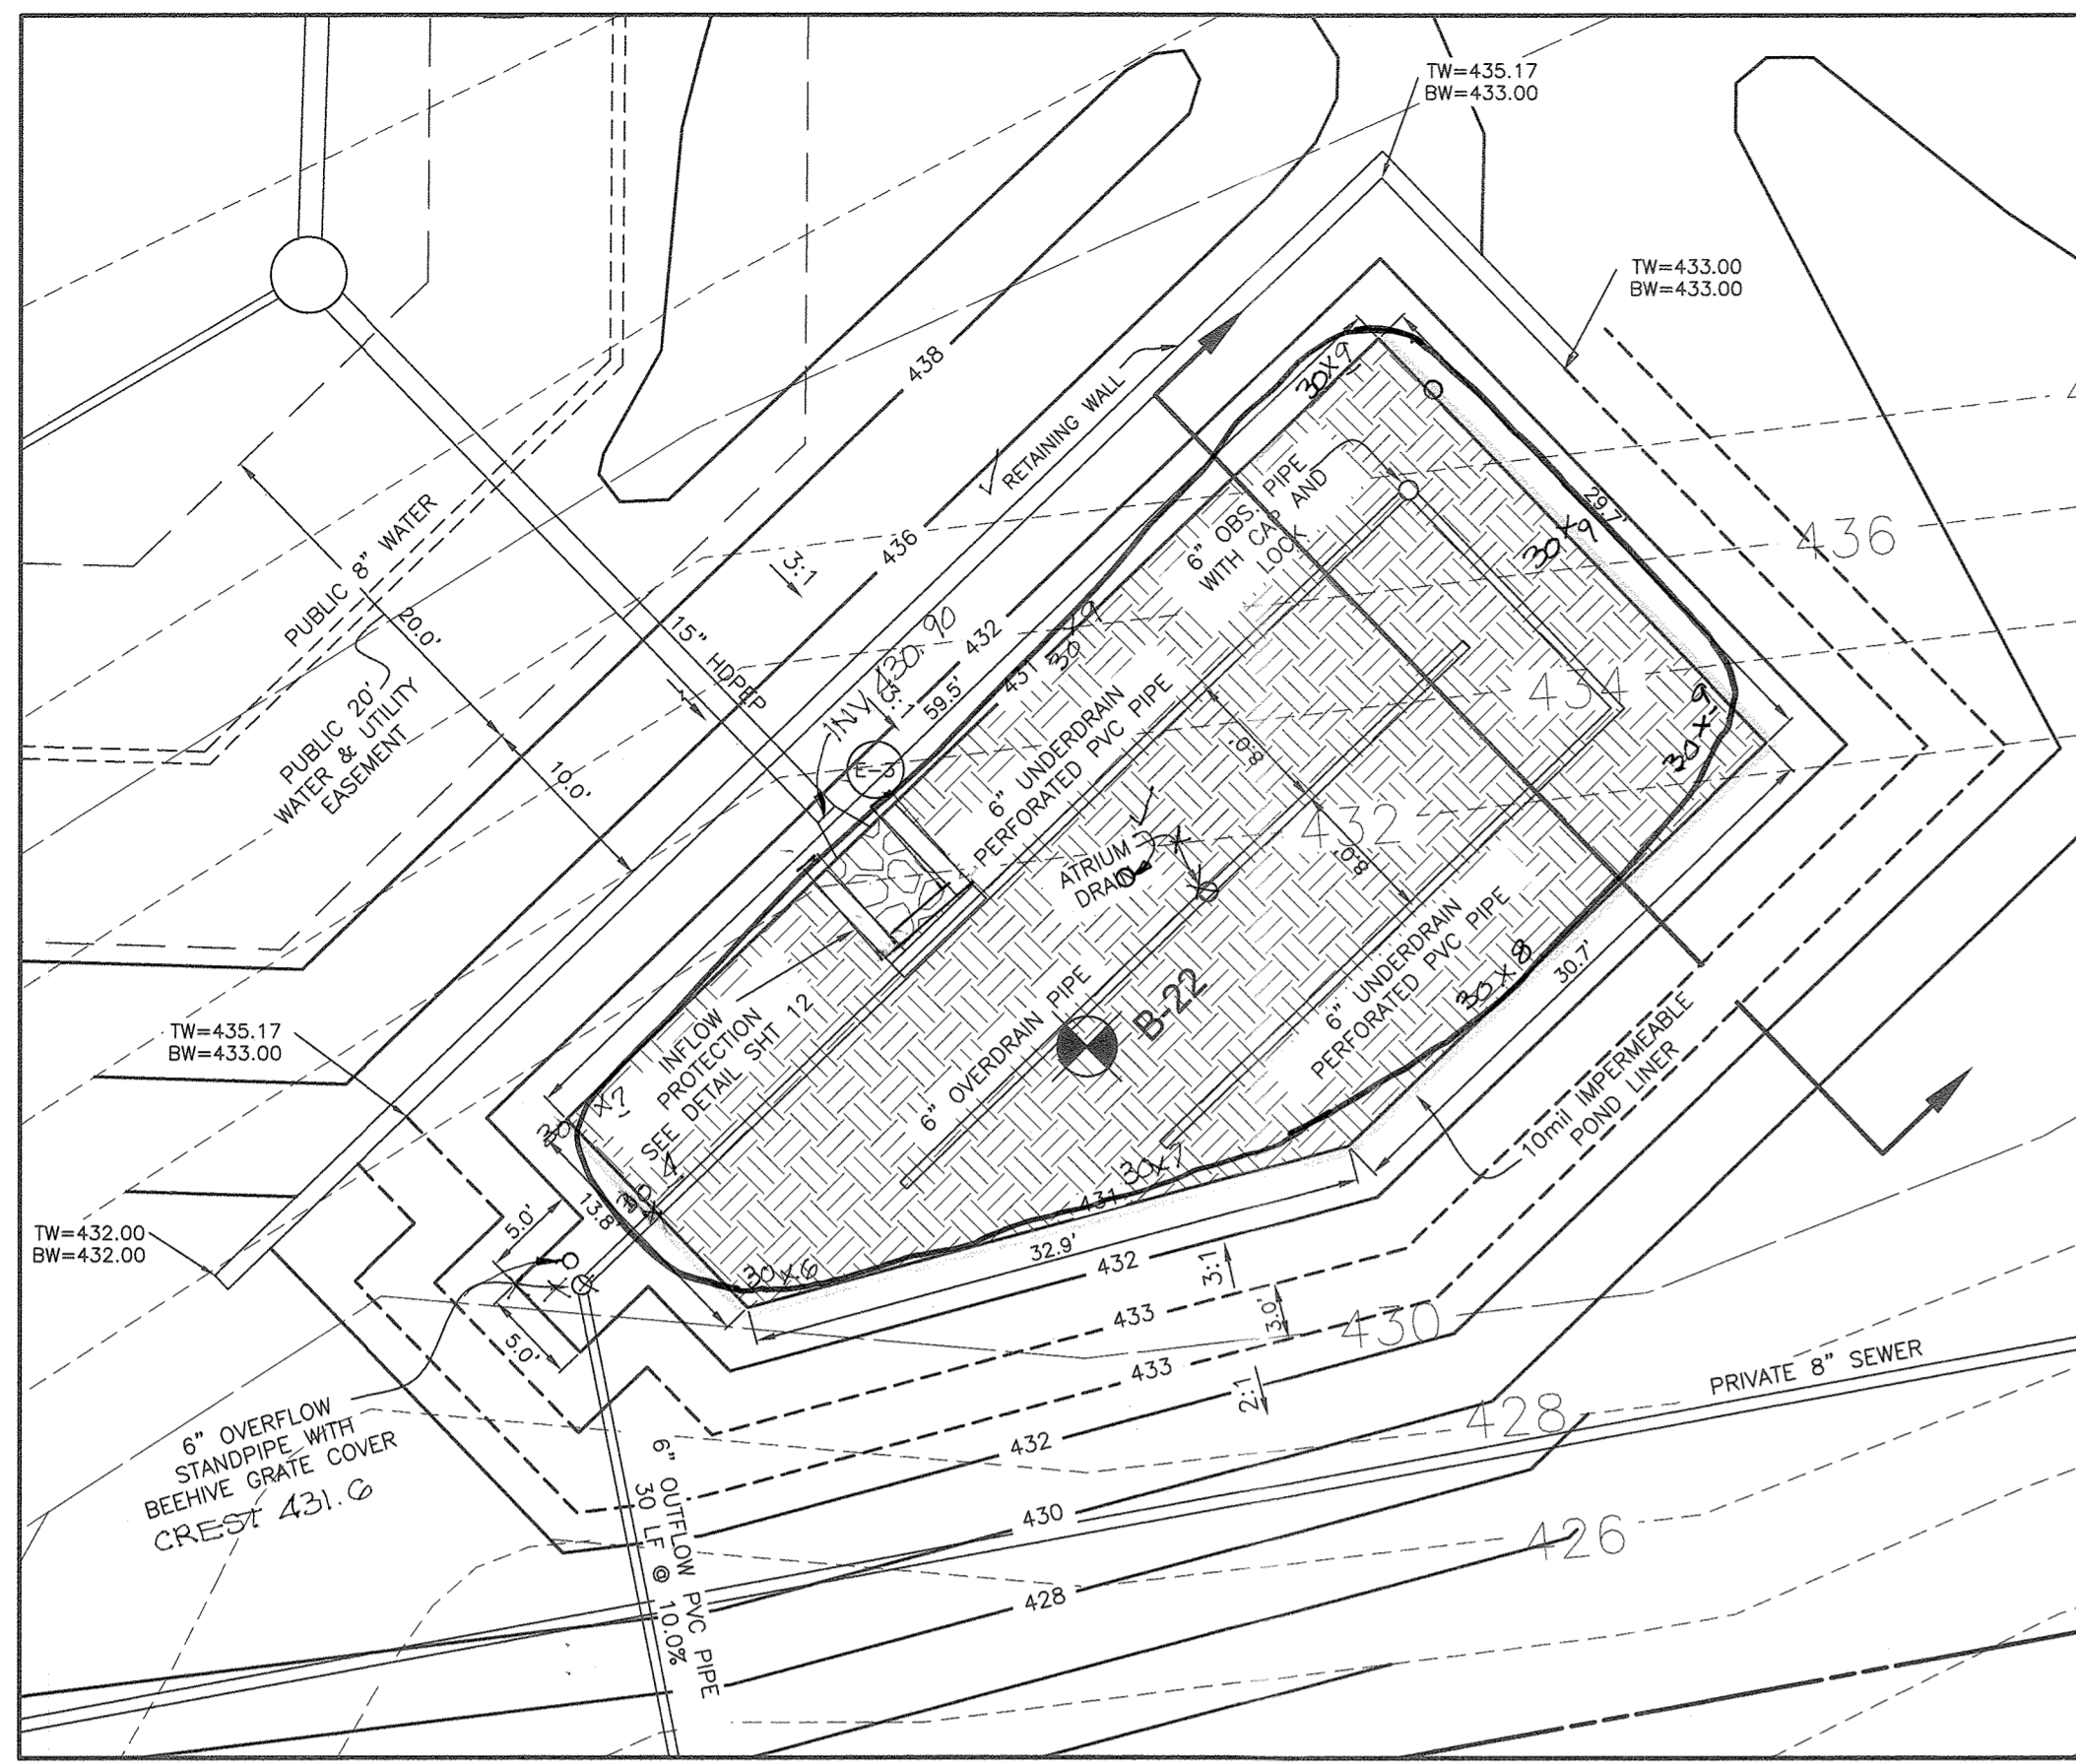 TW=435.17
BW=433.00
TW=433.00
BW=433.00
438
RETAINING WALL
30x9
6" OBS. PIPE
WITH CAP AND
LOCK
29.7'
30x9
436
3:1
436
PUBLIC 8" WATER
20.0'
PUBLIC 20'
WATER & UTILITY
EASEMENT
10.0'
15" HDPEP
INV 430.90
3:1
432
59.5'
431
30x9
434
30x9
E-3
6" UNDERDRAIN
PERFORATED PVC PIPE
8.0'
432
8.0'
ATRIUM
DRAIN
6" UNDERDRAIN
PERFORATED PVC PIPE
30x8
30.7'
B-22
6" OVERDRAIN PIPE
INFLOW
PROTECTION
SEE DETAIL SHT 12
10mil IMPERMEABLE
POND LINER
TW=435.17
BW=433.00
30x7
431
32.9'
13.8'
5.0'
5.0'
30x.6
TW=432.00
BW=432.00
432
3:1
433
3.0'
430
433
2:1
PRIVATE 8" SEWER
428
6" OVERFLOW
STANDPIPE WITH
BEEHIVE GRATE COVER
CREST 431.6
432
430
426
428
6" OUTFLOW PVC PIPE
30 LF @ 10.0%